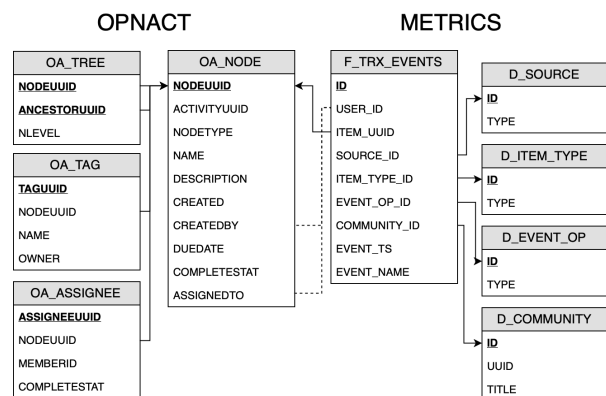 OPNACT
METRICS
OA_TREE
NODEUUID
ANCESTORUUID
NLEVEL
OA_TAG
TAGUUID
NODEUUID
NAME
OWNER
OA_ASSIGNEE
ASSIGNEEUUID
NODEUUID
MEMBERID
COMPLETESTAT
OA_NODE
NODEUUID
ACTIVITYUUID
NODETYPE
NAME
DESCRIPTION
CREATED
CREATEDBY
DUEDATE
COMPLETESTAT
ASSIGNEDTO
F_TRX_EVENTS
ID
USER_ID
ITEM_UUID
SOURCE_ID
ITEM_TYPE_ID
EVENT_OP_ID
COMMUNITY_ID
EVENT_TS
EVENT_NAME
D_SOURCE
ID
TYPE
D_ITEM_TYPE
ID
TYPE
D_EVENT_OP
ID
TYPE
D_COMMUNITY
ID
UUID
TITLE